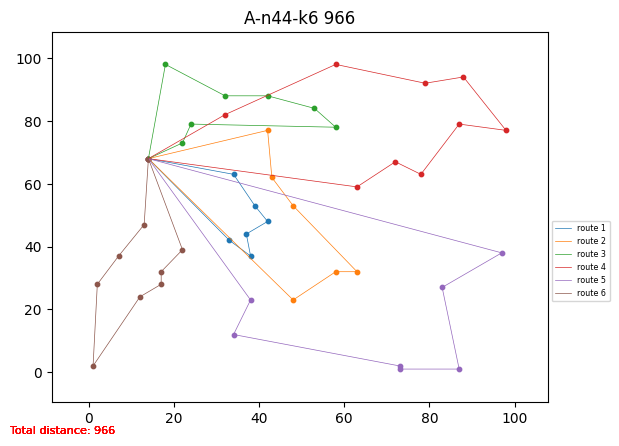 A-n44-k6 966
100
80
60
40
20
0
0 20 40 60 80 100
route 1
route 2
route 3
route 4
route 5
route 6
Total distance: 966